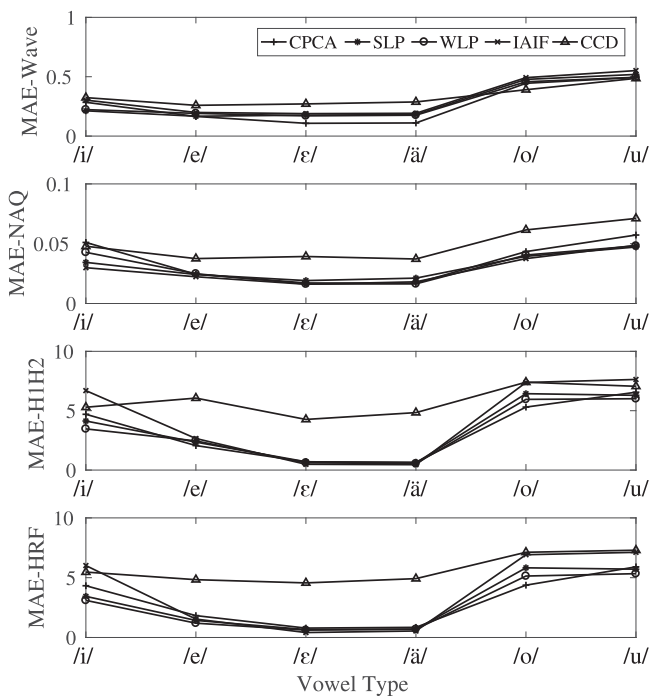 1
CPCA SLP WLP IAIF CCD
MAE-Wave
0.5
0
/i/ /e/ /ɛ/ /ä/ /o/ /u/
0.1
MAE-NAQ
0.05
0
/i/ /e/ /ɛ/ /ä/ /o/ /u/
10
MAE-H1H2
5
0
/i/ /e/ /ɛ/ /ä/ /o/ /u/
10
MAE-HRF
5
0
/i/ /e/ /ɛ/ /ä/ /o/ /u/
Vowel Type